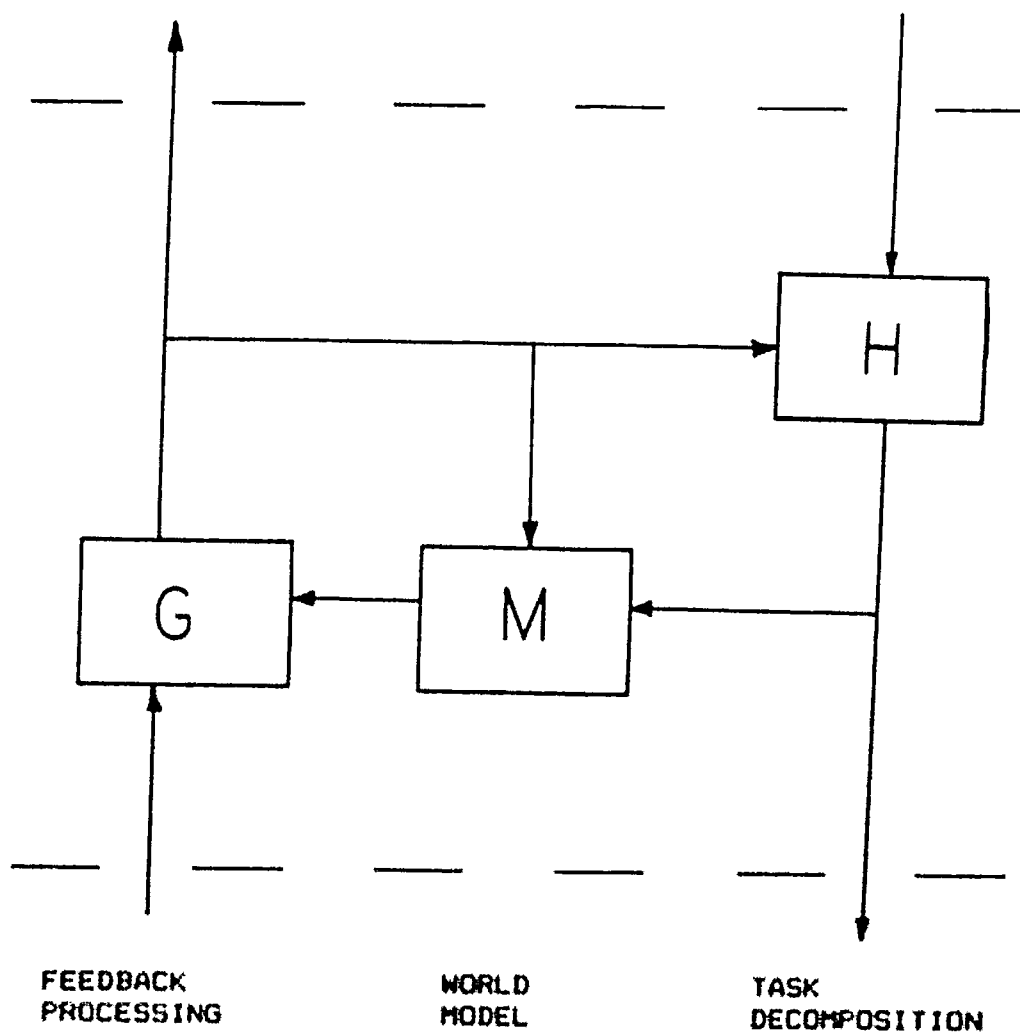 H
G
M
FEEDBACK
PROCESSING
WORLD
MODEL
TASK
DECOMPOSITION